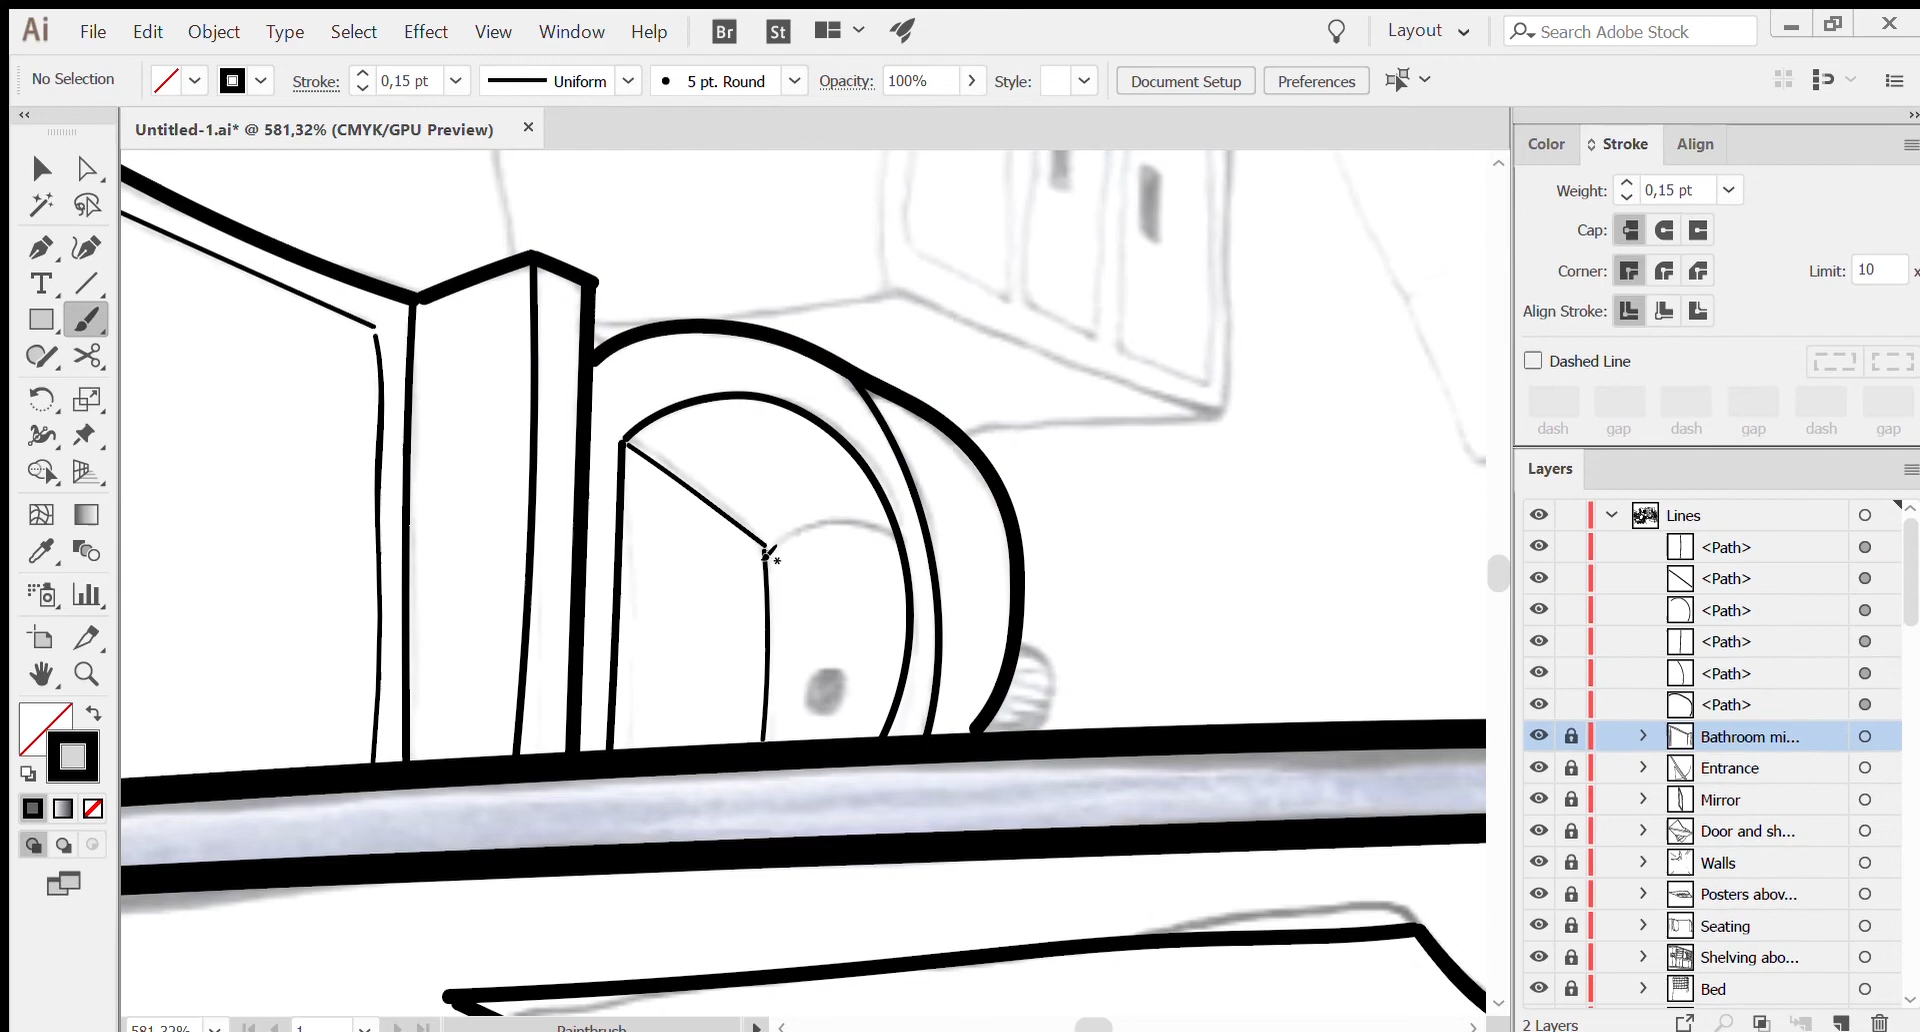 Ai File Edit Object Type Select Effect View Window Help Br St Layout Search Adobe Stock
No Selection Stroke: 0,15 pt Uniform 5 pt. Round Opacity: 100% Style: Document Setup Preferences
Untitled-1.ai* @ 581,32% (CMYK/GPU Preview)
Color Stroke Align
Weight: 0,15 pt
Cap:
Corner: Limit: 10 x
Align Stroke:
Dashed Line
dash gap dash gap dash gap
Layers
Lines
<Path>
<Path>
<Path>
<Path>
<Path>
<Path>
Bathroom mi...
Entrance
Mirror
Door and sh...
Walls
Posters abov...
Seating
Shelving abo...
Bed
2 Layers
581,32% 1 Paintbrush